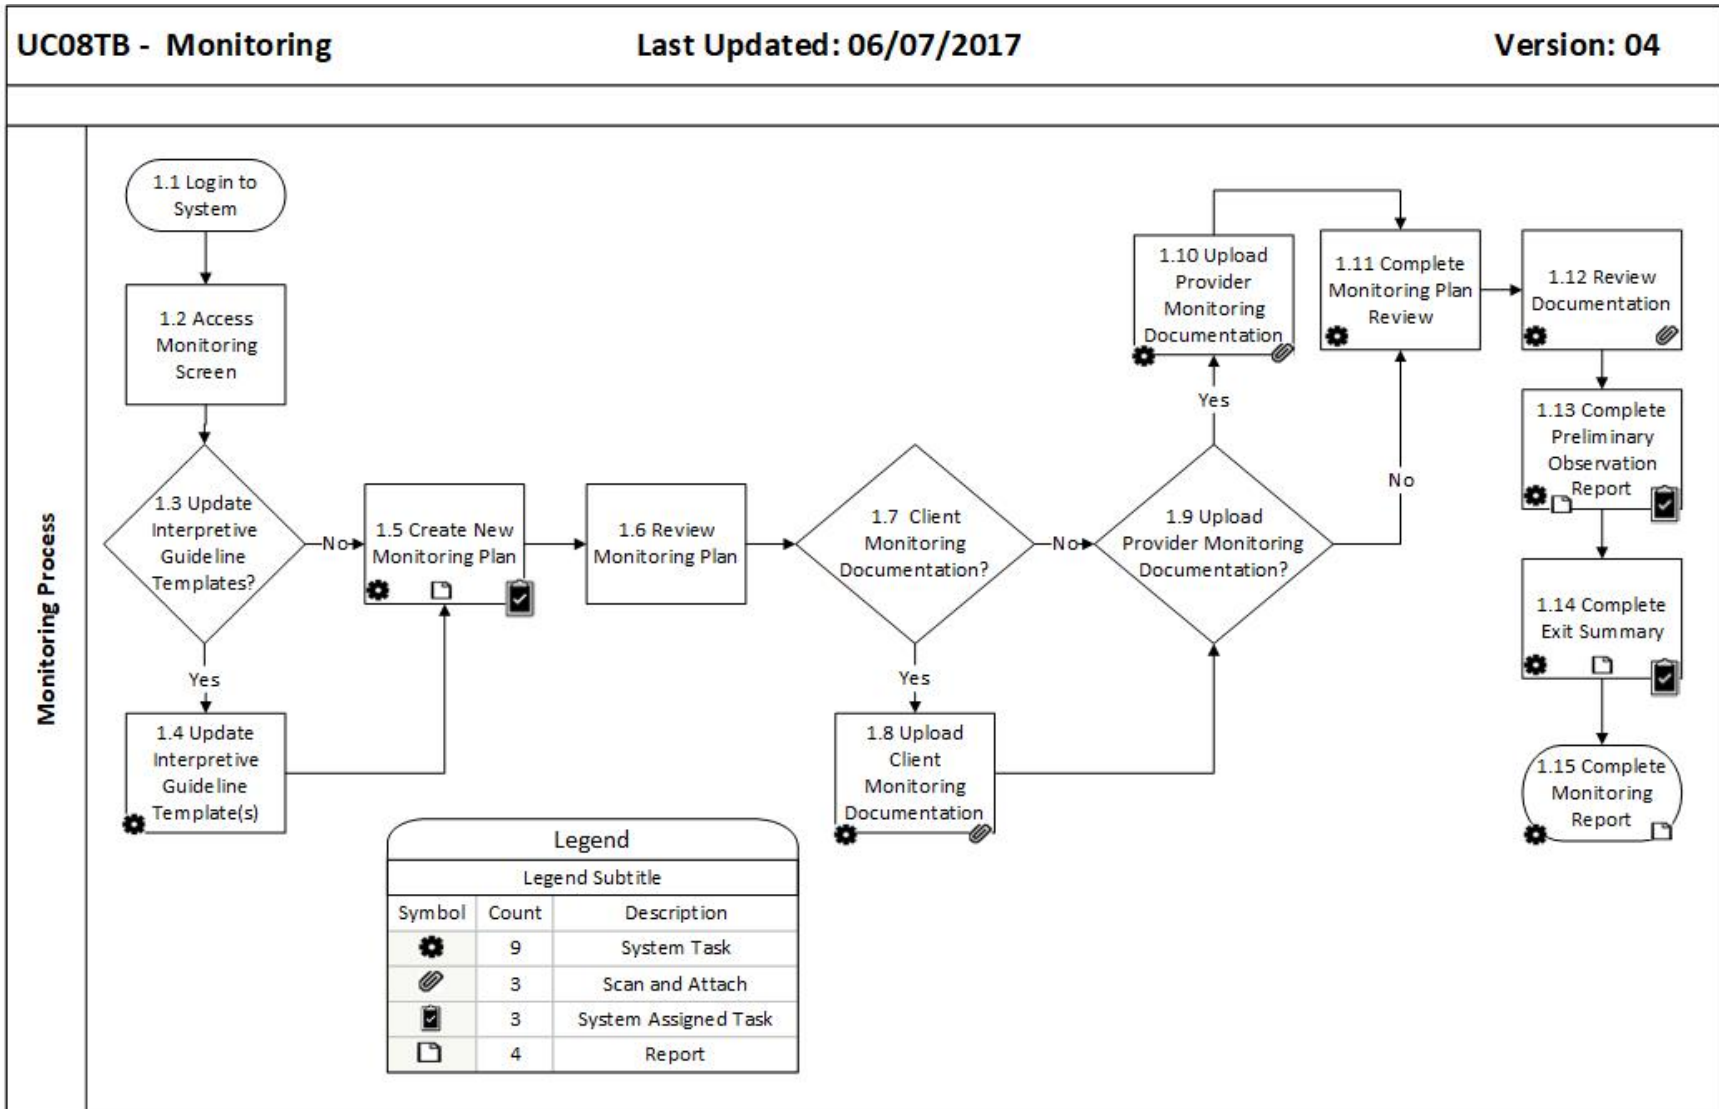 UC08TB - Monitoring
Last Updated: 06/07/2017
Version: 04
Monitoring Process
1.1 Login to
System
1.2 Access
Monitoring
Screen
1.3 Update
Interpretive
Guideline
Templates?
No
Yes
1.4 Update
Interpretive
Guideline
Template(s)
1.5 Create New
Monitoring Plan
1.6 Review
Monitoring Plan
1.7 Client
Monitoring
Documentation?
No
Yes
1.8 Upload
Client
Monitoring
Documentation
1.9 Upload
Provider Monitoring
Documentation?
Yes
No
1.10 Upload
Provider
Monitoring
Documentation
1.11 Complete
Monitoring Plan
Review
1.12 Review
Documentation
1.13 Complete
Preliminary
Observation
Report
1.14 Complete
Exit Summary
1.15 Complete
Monitoring
Report
Legend
Legend Subtitle
Symbol Count Description
9 System Task
3 Scan and Attach
3 System Assigned Task
4 Report